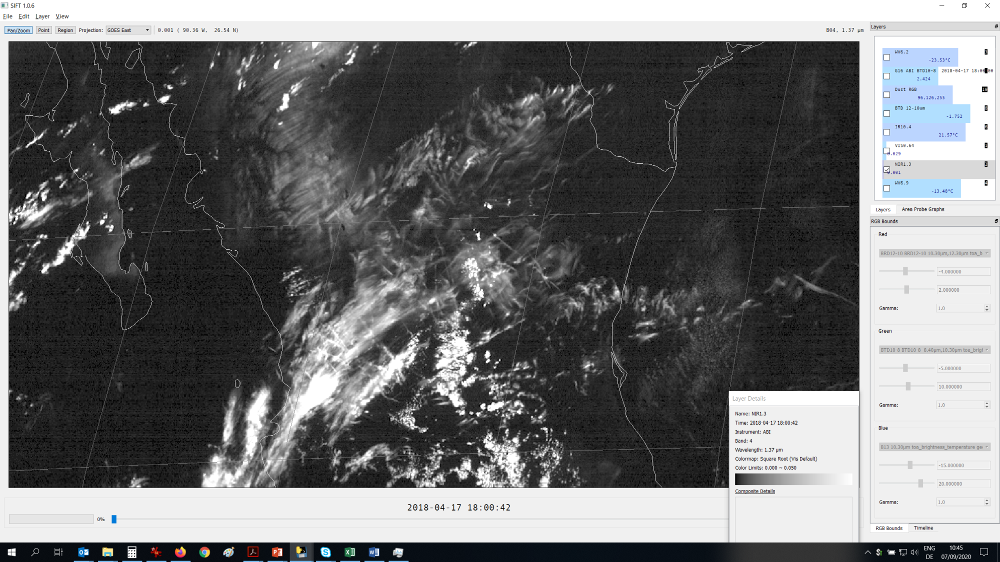 SIFT 1.0.6
File Edit Layer View
Pan/Zoom Point Region Projection: GOES East 0.001 ( 90.36 W, 26.54 N) B04, 1.37 µm
Layers
WV6.2 3
-23.53°C
G16 ABI BTD10-8 2018-04-17 18:00 00
2.424
Dust RGB 10
96,126,255
BTD 12-10um 8
-1.752
IR10.4 6
21.57°C
VIS0.64 1
0.029
NIR1.3 2
0.001
WV6.9 4
-13.48°C
Layers Area Probe Graphs
RGB Bounds
Red
BRD12-10 BRD12-10 10.30µm,12.30µm toa_b
-4.000000
2.000000
Gamma: 1.0
Green
BTD10-8 BTD10-8 8.40µm,10.30µm toa_brigl
-5.000000
10.000000
Gamma: 1.0
Blue
B13 10.30µm toa_brightness_temperature geo
-15.000000
20.000000
Gamma: 1.0
RGB Bounds Timeline
Layer Details
Name: NIR1.3
Time: 2018-04-17 18:00:42
Instrument: ABI
Band: 4
Wavelength: 1.37 µm
Colormap: Square Root (Vis Default)
Color Limits: 0.000 ~ 0.050
Composite Details
2018-04-17 18:00:42
0%
ENG
DE
10:45
07/09/2020